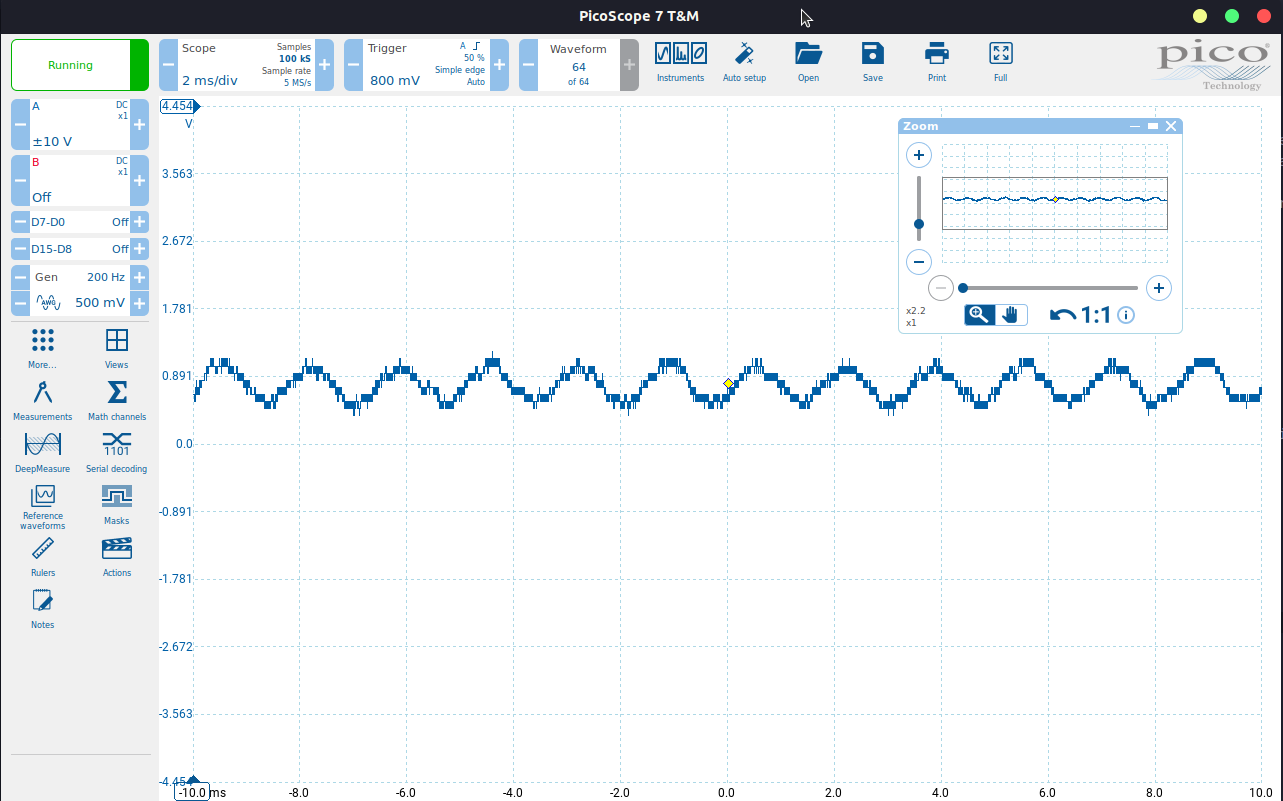 PicoScope 7 T&M
Running
Scope
2 ms/div
Samples
100 kS
Sample rate
5 MS/s
Trigger
800 mV
A
50 %
Simple edge
Auto
Waveform
64
of 64
Instruments
Auto setup
Open
Save
Print
Full
pico
Technology
A
DC
x1
±10 V
B
DC
x1
Off
D7-D0 Off
D15-D8 Off
Gen 200 Hz
AWG 500 mV
More...
Views
Measurements
Math channels
DeepMeasure
1101
Serial decoding
Reference
waveforms
Masks
Rulers
Actions
Notes
4.454
V
3.563
2.672
1.781
0.891
0.0
-0.891
-1.781
-2.672
-3.563
-4.454
-10.0 ms -8.0 -6.0 -4.0 -2.0 0.0 2.0 4.0 6.0 8.0 10.0
Zoom
x2.2
x1
1:1